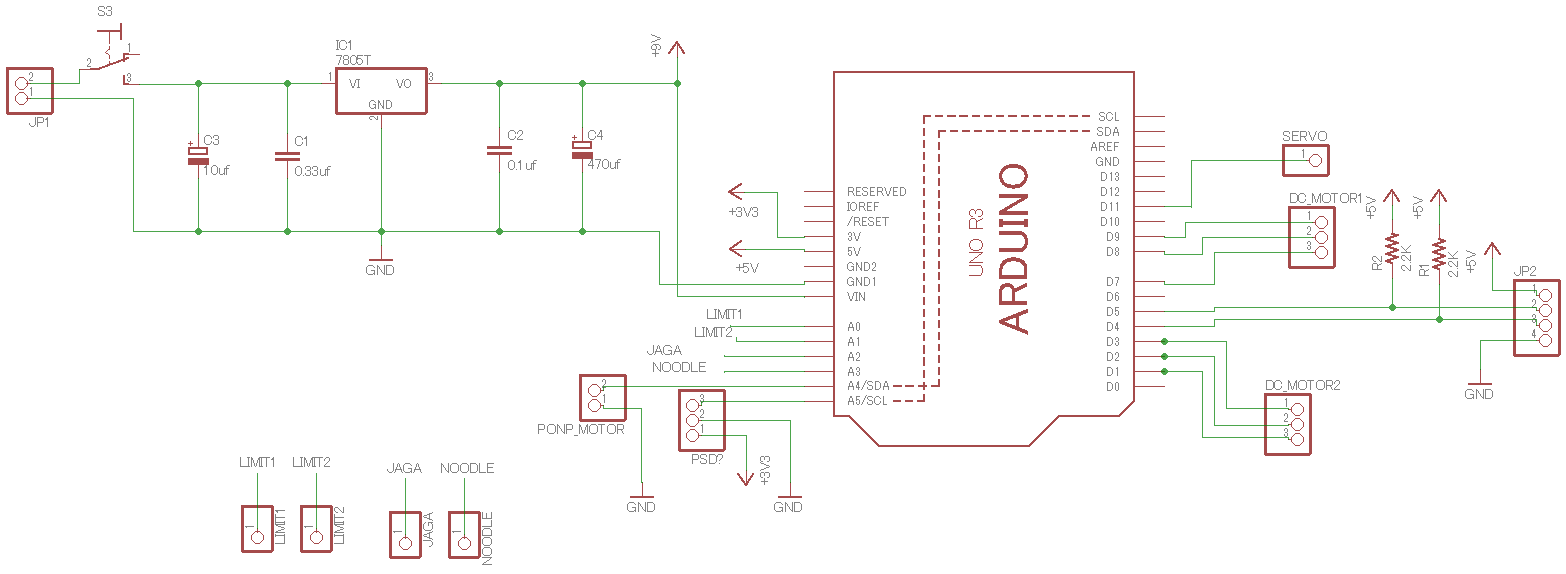 S3
1
2
3
2
1
JP1
IC1
7805T
1
VI
VO
3
GND
2
+9V
+
C3
10uf
C1
0.33uf
C2
0.1uf
+
C4
470uf
GND
+3V3
+5V
RESERVED
IOREF
/RESET
3V
5V
GND2
GND1
VIN
A0
A1
A2
A3
A4/SDA
A5/SCL
UNO R3
ARDUINO
SCL
SDA
AREF
GND
D13
D12
D11
D10
D9
D8
D7
D6
D5
D4
D3
D2
D1
D0
LIMIT1
LIMIT2
JAGA
NOODLE
2
1
PONP_MOTOR
GND
3
2
1
PSD?
+3V3
GND
SERVO
1
DC_MOTOR1
1
2
3
+5V
R2
2.2K
+5V
R1
2.2K
+5V
JP2
1
2
3
4
GND
DC_MOTOR2
1
2
3
LIMIT1
1
LIMIT1
LIMIT2
1
LIMIT2
JAGA
1
JAGA
NOODLE
1
NOODLE